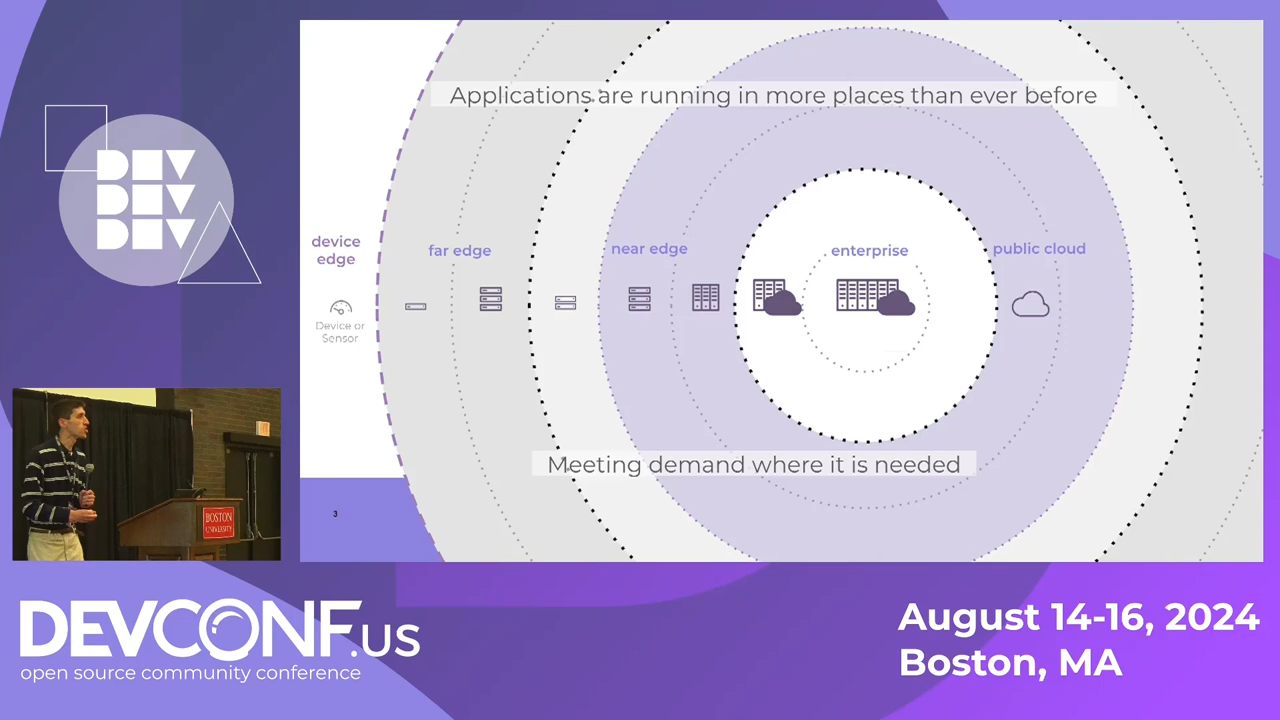 DEV
DEV
DEV
Applications are running in more places than ever before
device
edge
far edge
near edge
enterprise
public cloud
Device or
Sensor
Meeting demand where it is needed
3
BOSTON
UNIVERSITY
DEVCONF.us
open source community conference
August 14-16, 2024
Boston, MA